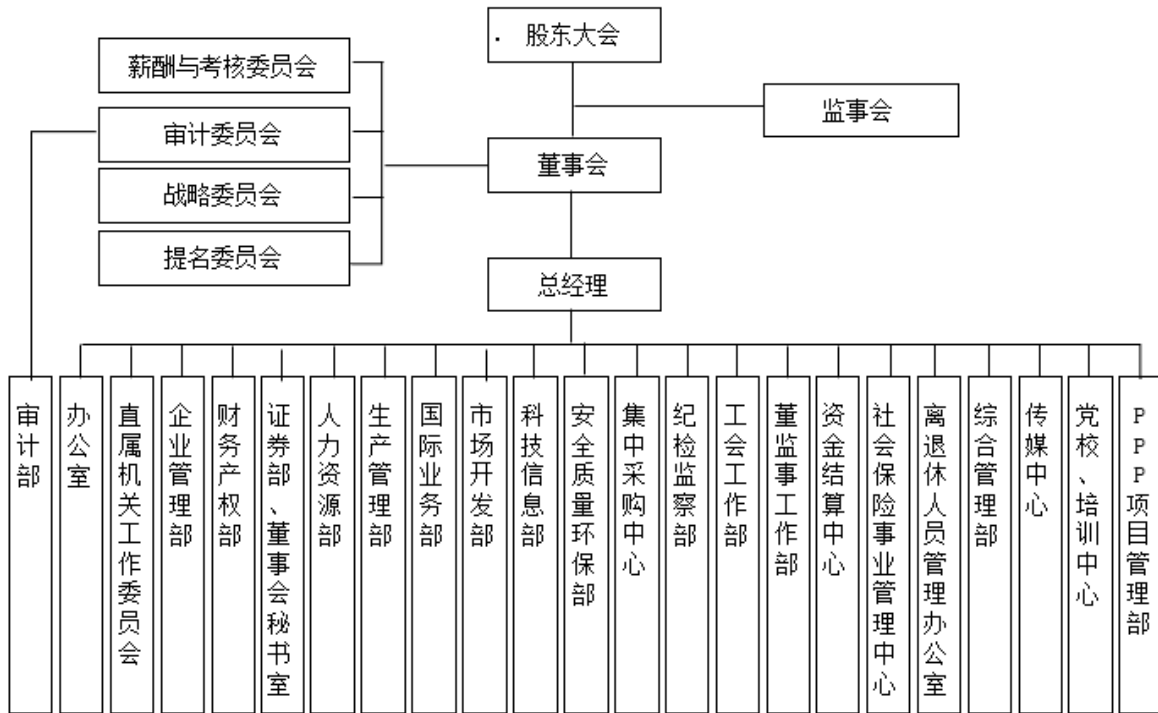 股东大会
薪酬与考核委员会
监事会
审计委员会
董事会
战略委员会
提名委员会
总经理
审计部
办公室
直属机关工作委员会
企业管理部
财务产权部
证券部、董事会秘书室
人力资源部
生产管理部
国际业务部
市场开发部
科技信息部
安全质量环保部
集中采购中心
纪检监察部
工会工作部
董监事工作部
资金结算中心
社会保险事业管理中心
离退休人员管理办公室
综合管理部
传媒中心
党校、培训中心
PPP项目管理部